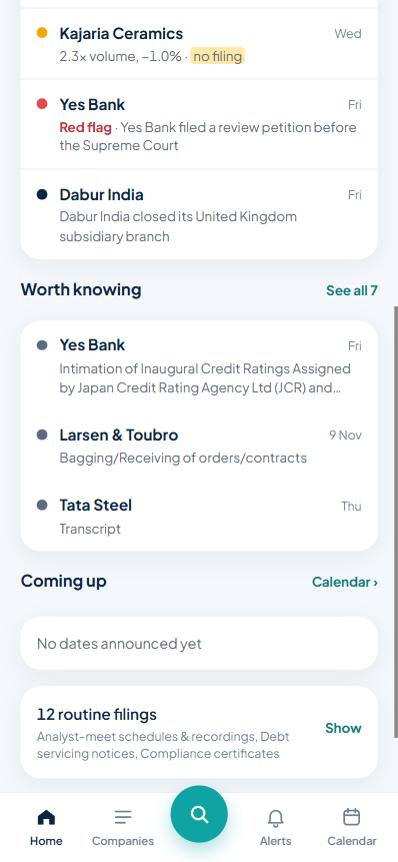 Kajaria Ceramics
Wed
2.3× volume, −1.0% · no filing
Yes Bank
Fri
Red flag · Yes Bank filed a review petition before
the Supreme Court
Dabur India
Fri
Dabur India closed its United Kingdom
subsidiary branch
Worth knowing
See all 7
Yes Bank
Fri
Intimation of Inaugural Credit Ratings Assigned
by Japan Credit Rating Agency Ltd (JCR) and...
Larsen & Toubro
9 Nov
Bagging/Receiving of orders/contracts
Tata Steel
Thu
Transcript
Coming up
Calendar ›
No dates announced yet
12 routine filings
Show
Analyst-meet schedules & recordings, Debt
servicing notices, Compliance certificates
Home
Companies
Alerts
Calendar